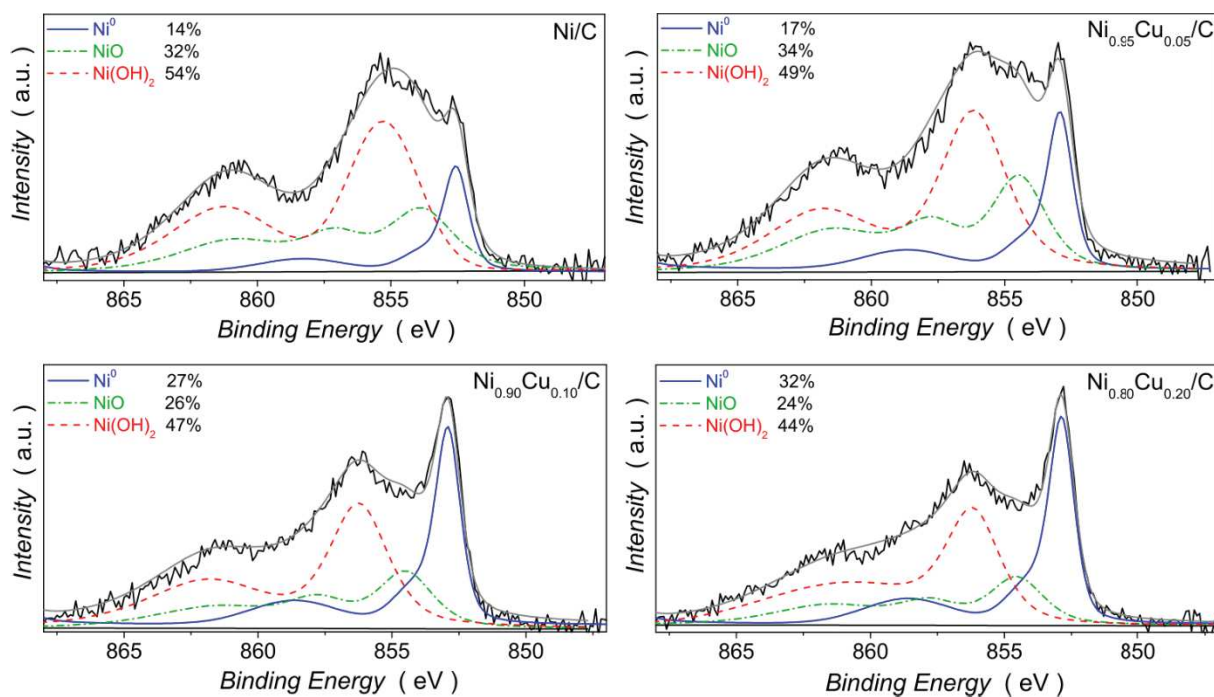 Ni/C
Ni⁰ 14%
NiO 32%
Ni(OH)₂ 54%
Intensity ( a.u. )
865 860 855 850
Binding Energy ( eV )
Ni₀.₉₅Cu₀.₀₅/C
Ni⁰ 17%
NiO 34%
Ni(OH)₂ 49%
Intensity ( a.u. )
865 860 855 850
Binding Energy ( eV )
Ni₀.₉₀Cu₀.₁₀/C
Ni⁰ 27%
NiO 26%
Ni(OH)₂ 47%
Intensity ( a.u. )
865 860 855 850
Binding Energy ( eV )
Ni₀.₈₀Cu₀.₂₀/C
Ni⁰ 32%
NiO 24%
Ni(OH)₂ 44%
Intensity ( a.u. )
865 860 855 850
Binding Energy ( eV )